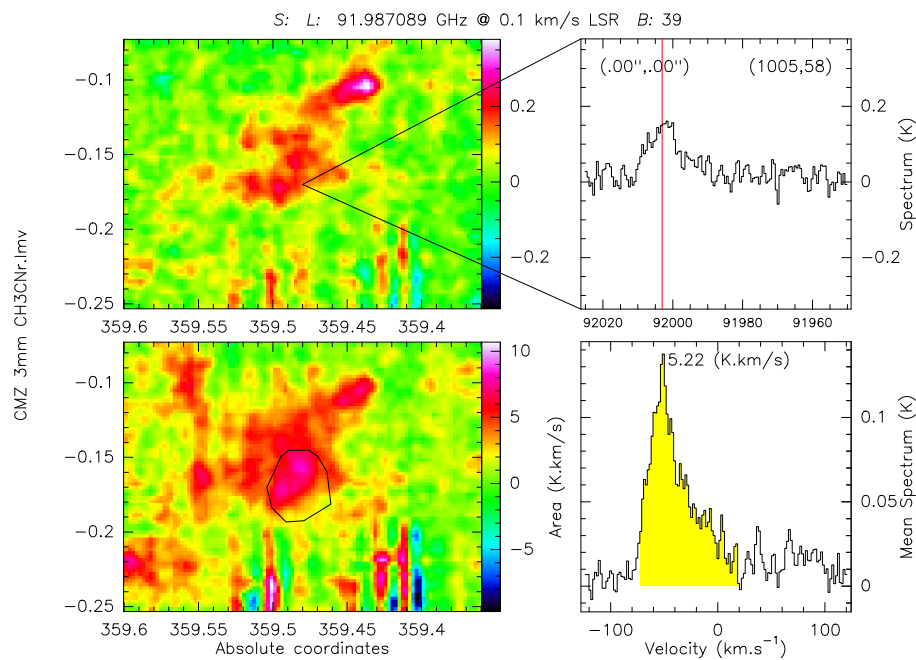 S: L: 91.987089 GHz @ 0.1 km/s LSR B: 39
CMZ 3mm CH3CNr.lmv
−0.1
−0.15
−0.2
−0.25
359.6 359.55 359.5 359.45 359.4
0.2
0
−0.2
(.00",.00") (1005,58)
0.2
0
−0.2
Spectrum (K)
92020 92000 91980 91960
−0.1
−0.15
−0.2
−0.25
359.6 359.55 359.5 359.45 359.4
Absolute coordinates
10
5
0
−5
Area (K.km/s)
5.22 (K.km/s)
0.1
0.05
0
Mean Spectrum (K)
−100 0 100
Velocity (km.s⁻¹)